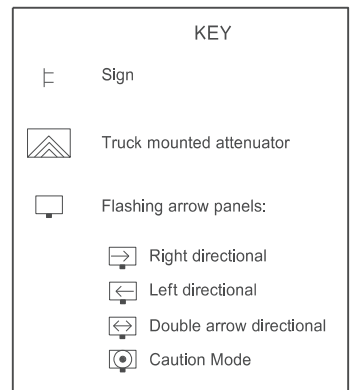 KEY
Sign
Truck mounted attenuator
Flashing arrow panels:
Right directional
Left directional
Double arrow directional
Caution Mode